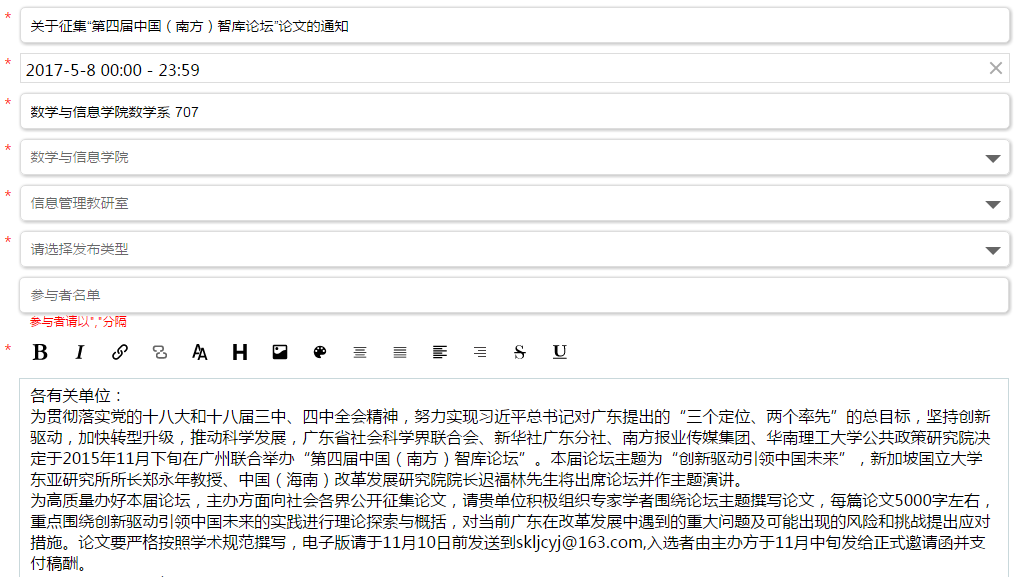 * 关于征集“第四届中国（南方）智库论坛”论文的通知
* 2017-5-8 00:00 - 23:59
* 数学与信息学院数学系 707
* 数学与信息学院
* 信息管理教研室
* 请选择发布类型
参与者名单
参与者请以","分隔
* B I AA H S U
各有关单位：
为贯彻落实党的十八大和十八届三中、四中全会精神，努力实现习近平总书记对广东提出的“三个定位、两个率先”的总目标，坚持创新
驱动，加快转型升级，推动科学发展，广东省社会科学界联合会、新华社广东分社、南方报业传媒集团、华南理工大学公共政策研究院决
定于2015年11月下旬在广州联合举办“第四届中国（南方）智库论坛”。本届论坛主题为“创新驱动引领中国未来”，新加坡国立大学
东亚研究所所长郑永年教授、中国（海南）改革发展研究院院长迟福林先生将出席论坛并作主题演讲。
为高质量办好本届论坛，主办方面向社会各界公开征集论文，请贵单位积极组织专家学者围绕论坛主题撰写论文，每篇论文5000字左右，
重点围绕创新驱动引领中国未来的实践进行理论探索与概括，对当前广东在改革发展中遇到的重大问题及可能出现的风险和挑战提出应对
措施。论文要严格按照学术规范撰写，电子版请于11月10日前发送到skljcyj@163.com,入选者由主办方于11月中旬发给正式邀请函并支
付稿酬。